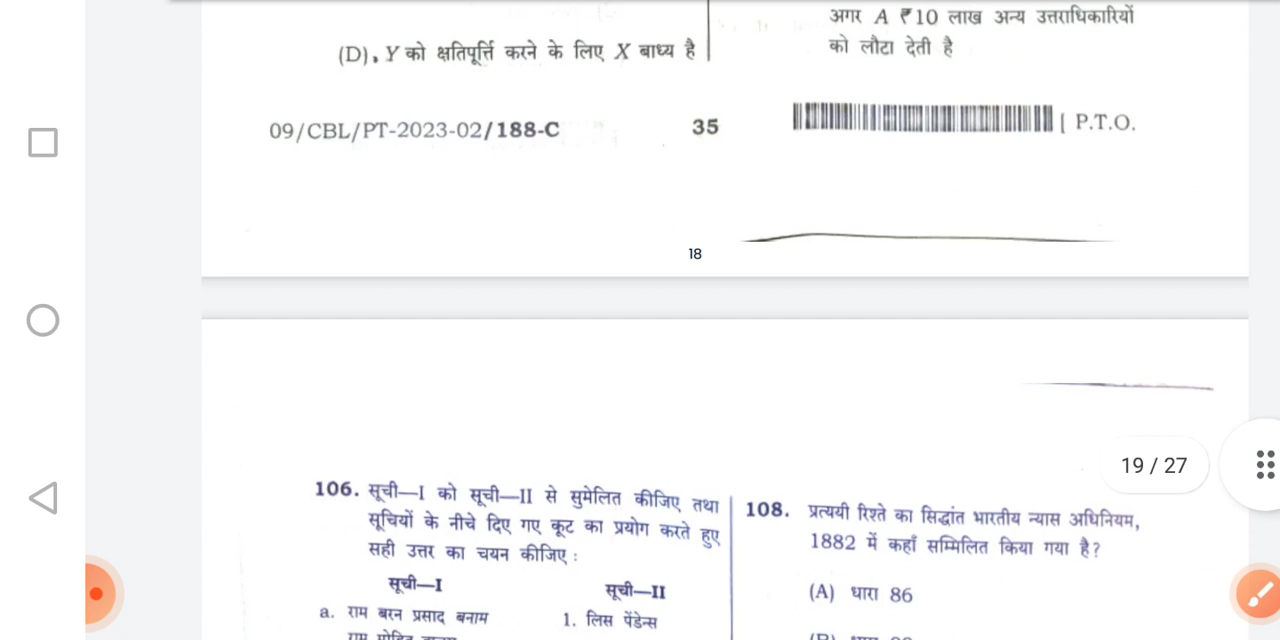 (D) Y को क्षतिपूर्त्ति करने के लिए X बाध्य है
अगर A ₹10 लाख अन्य उत्तराधिकारियों
को लौटा देती है
09/CBL/PT-2023-02/188-C
35
[ P.T.O.
18
19 / 27
106. सूची—I को सूची—II से सुमेलित कीजिए तथा
सूचियों के नीचे दिए गए कूट का प्रयोग करते हुए
सही उत्तर का चयन कीजिए :
सूची—I सूची—II
a. राम बरन प्रसाद बनाम 1. लिस पेंडेन्स
108. प्रत्ययी रिश्ते का सिद्धांत भारतीय न्यास अधिनियम,
1882 में कहाँ सम्मिलित किया गया है?
(A) धारा 86